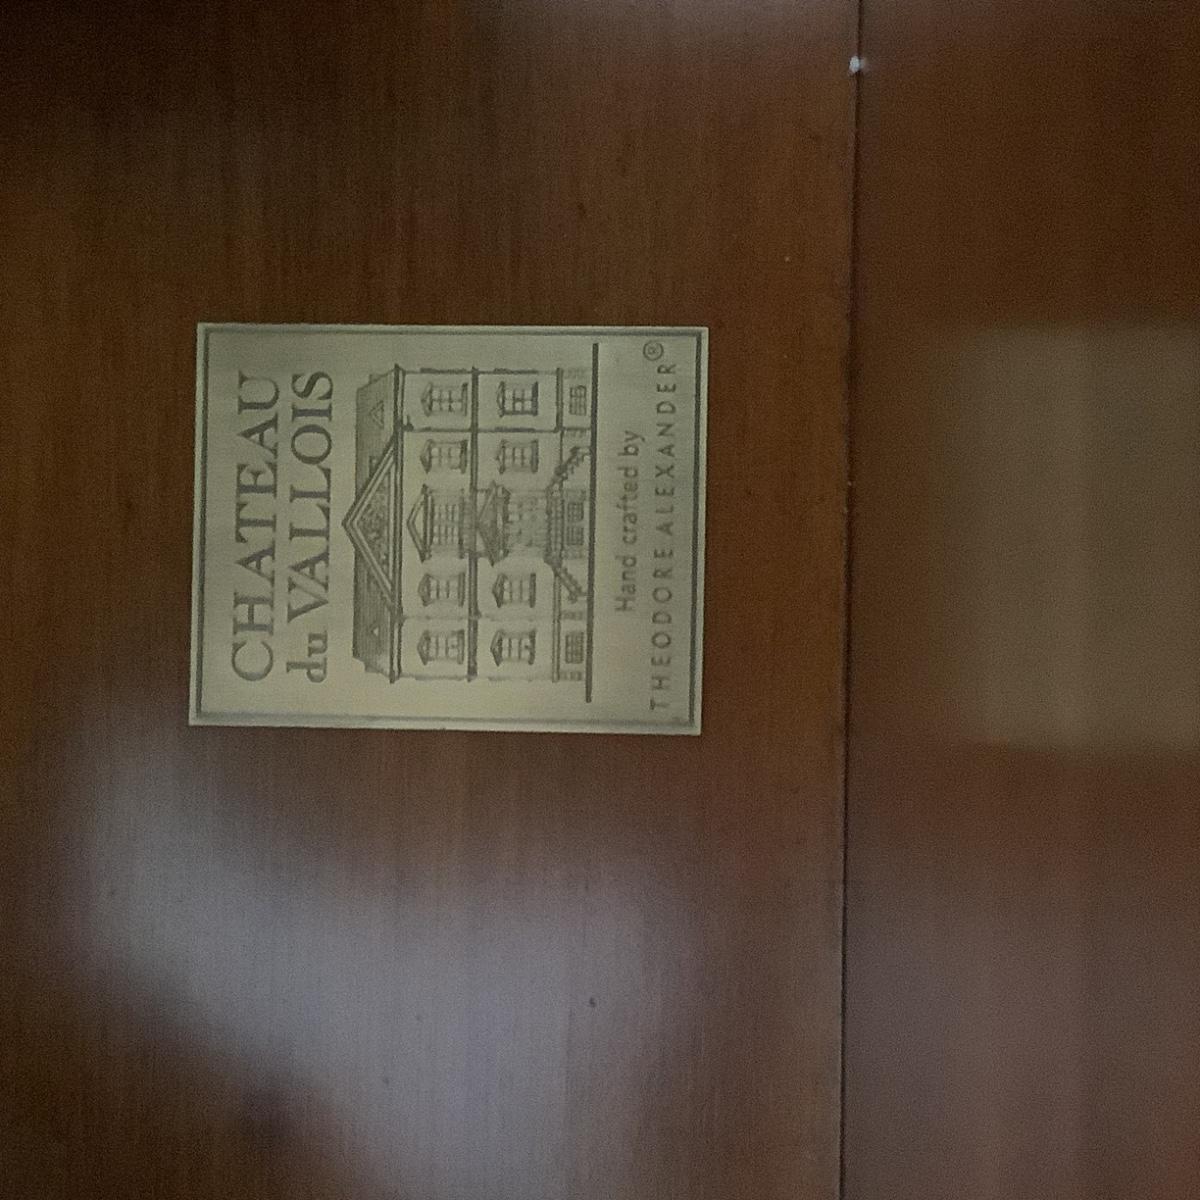 CHATEAU
du VALLOIS
Hand crafted by
THEODORE ALEXANDER®